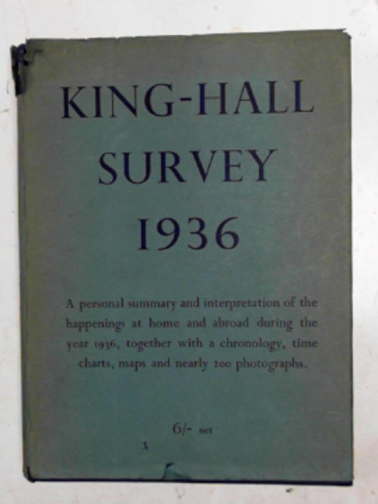 KING-HALL
SURVEY
1936
A personal summary and interpretation of the
happenings at home and abroad during the
year 1936, together with a chronology, time
charts, maps and nearly 200 photographs.
6/- net